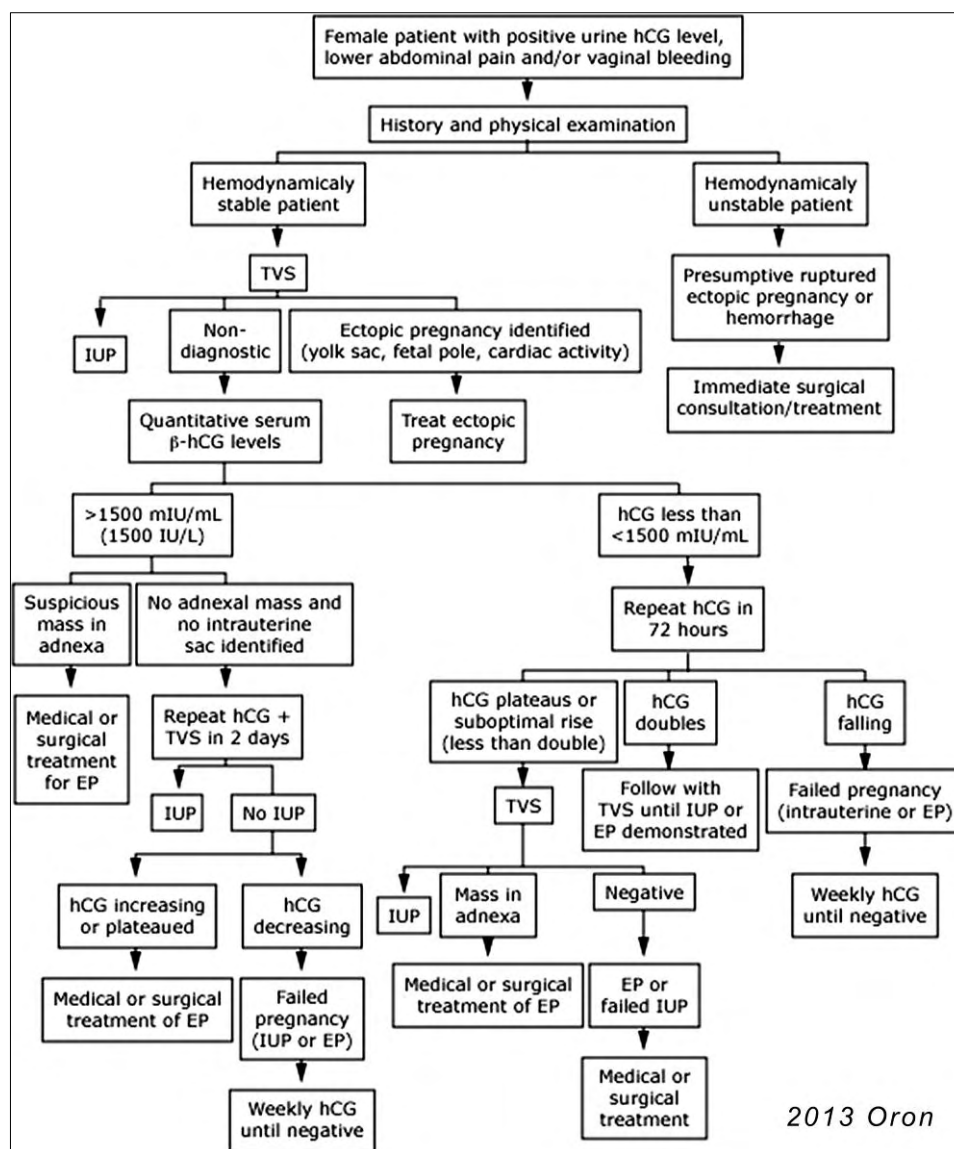 Female patient with positive urine hCG level,
lower abdominal pain and/or vaginal bleeding
History and physical examination
Hemodynamicaly
stable patient
Hemodynamicaly
unstable patient
TVS
Presumptive ruptured
ectopic pregnancy or
hemorrhage
IUP
Non-
diagnostic
Ectopic pregnancy identified
(yolk sac, fetal pole, cardiac activity)
Immediate surgical
consultation/treatment
Quantitative serum
β-hCG levels
Treat ectopic
pregnancy
>1500 mIU/mL
(1500 IU/L)
hCG less than
<1500 mIU/mL
Suspicious
mass in
adnexa
No adnexal mass and
no intrauterine
sac identified
Repeat hCG in
72 hours
Medical or
surgical
treatment
for EP
Repeat hCG +
TVS in 2 days
hCG plateaus or
suboptimal rise
(less than double)
hCG
doubles
hCG
falling
IUP
No IUP
TVS
Follow with
TVS until IUP or
EP demonstrated
Failed pregnancy
(intrauterine or EP)
hCG increasing
or plateaued
hCG
decreasing
IUP
Mass in
adnexa
Negative
Weekly hCG
until negative
Medical or surgical
treatment of EP
Failed
pregnancy
(IUP or EP)
Medical or surgical
treatment of EP
EP or
failed IUP
Weekly hCG
until negative
Medical or
surgical
treatment
2013 Oron